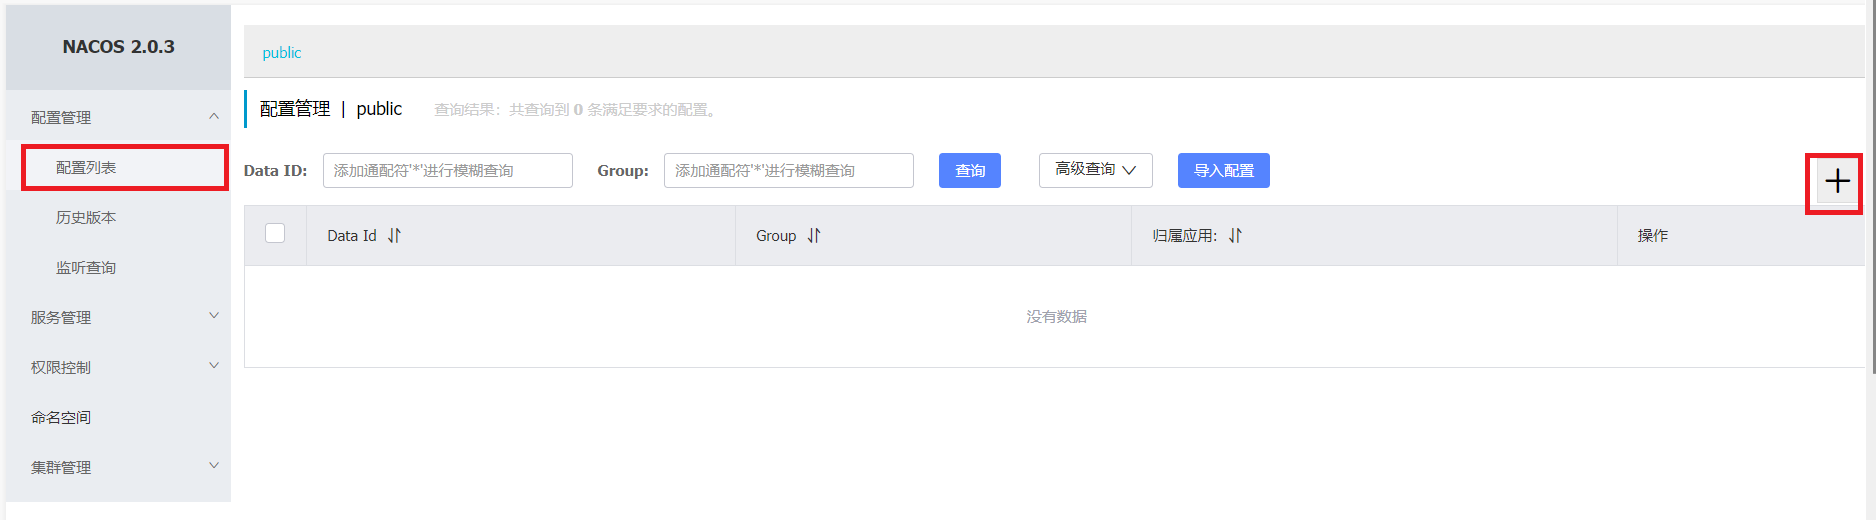 NACOS 2.0.3
配置管理
配置列表
历史版本
监听查询
服务管理
权限控制
命名空间
集群管理
public
配置管理 | public 查询结果：共查询到 0 条满足要求的配置。
Data ID: 添加通配符'*'进行模糊查询 Group: 添加通配符'*'进行模糊查询 查询 高级查询 导入配置
Data Id Group 归属应用: 操作
没有数据